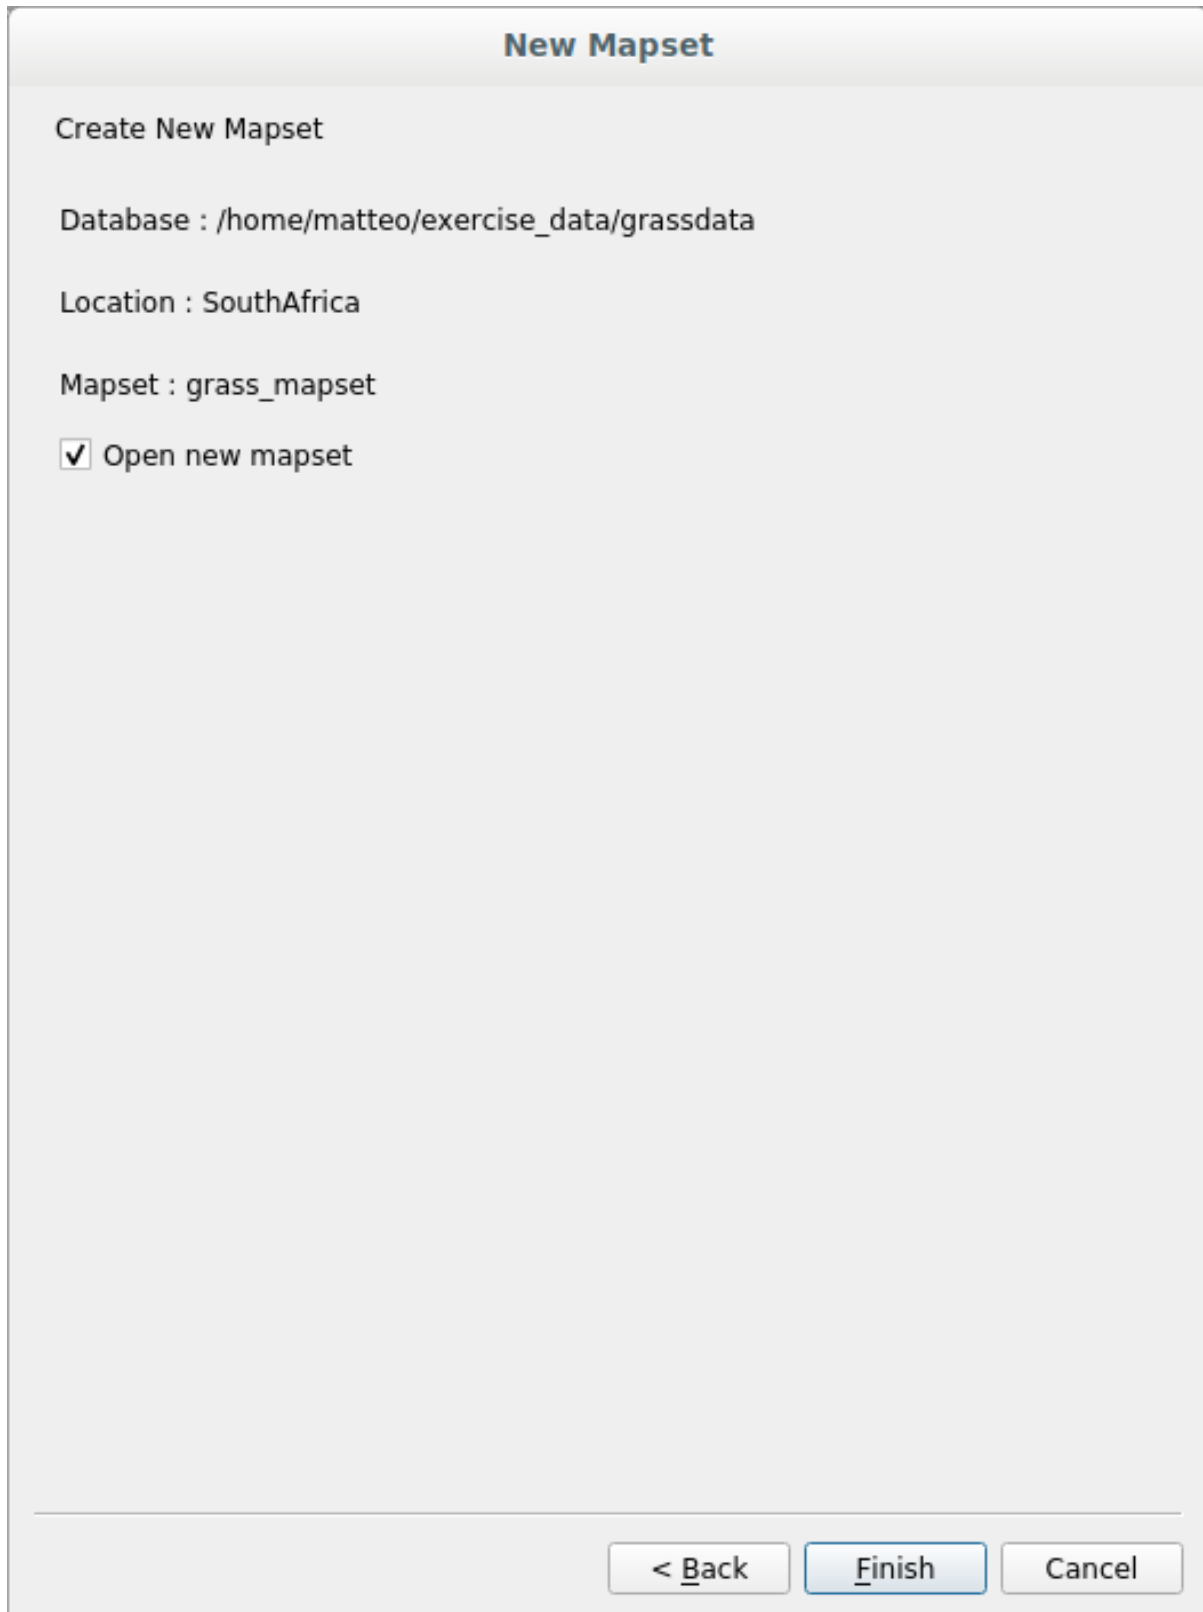 New Mapset
Create New Mapset
Database : /home/matteo/exercise_data/grassdata
Location : SouthAfrica
Mapset : grass_mapset
Open new mapset
< Back
Finish
Cancel